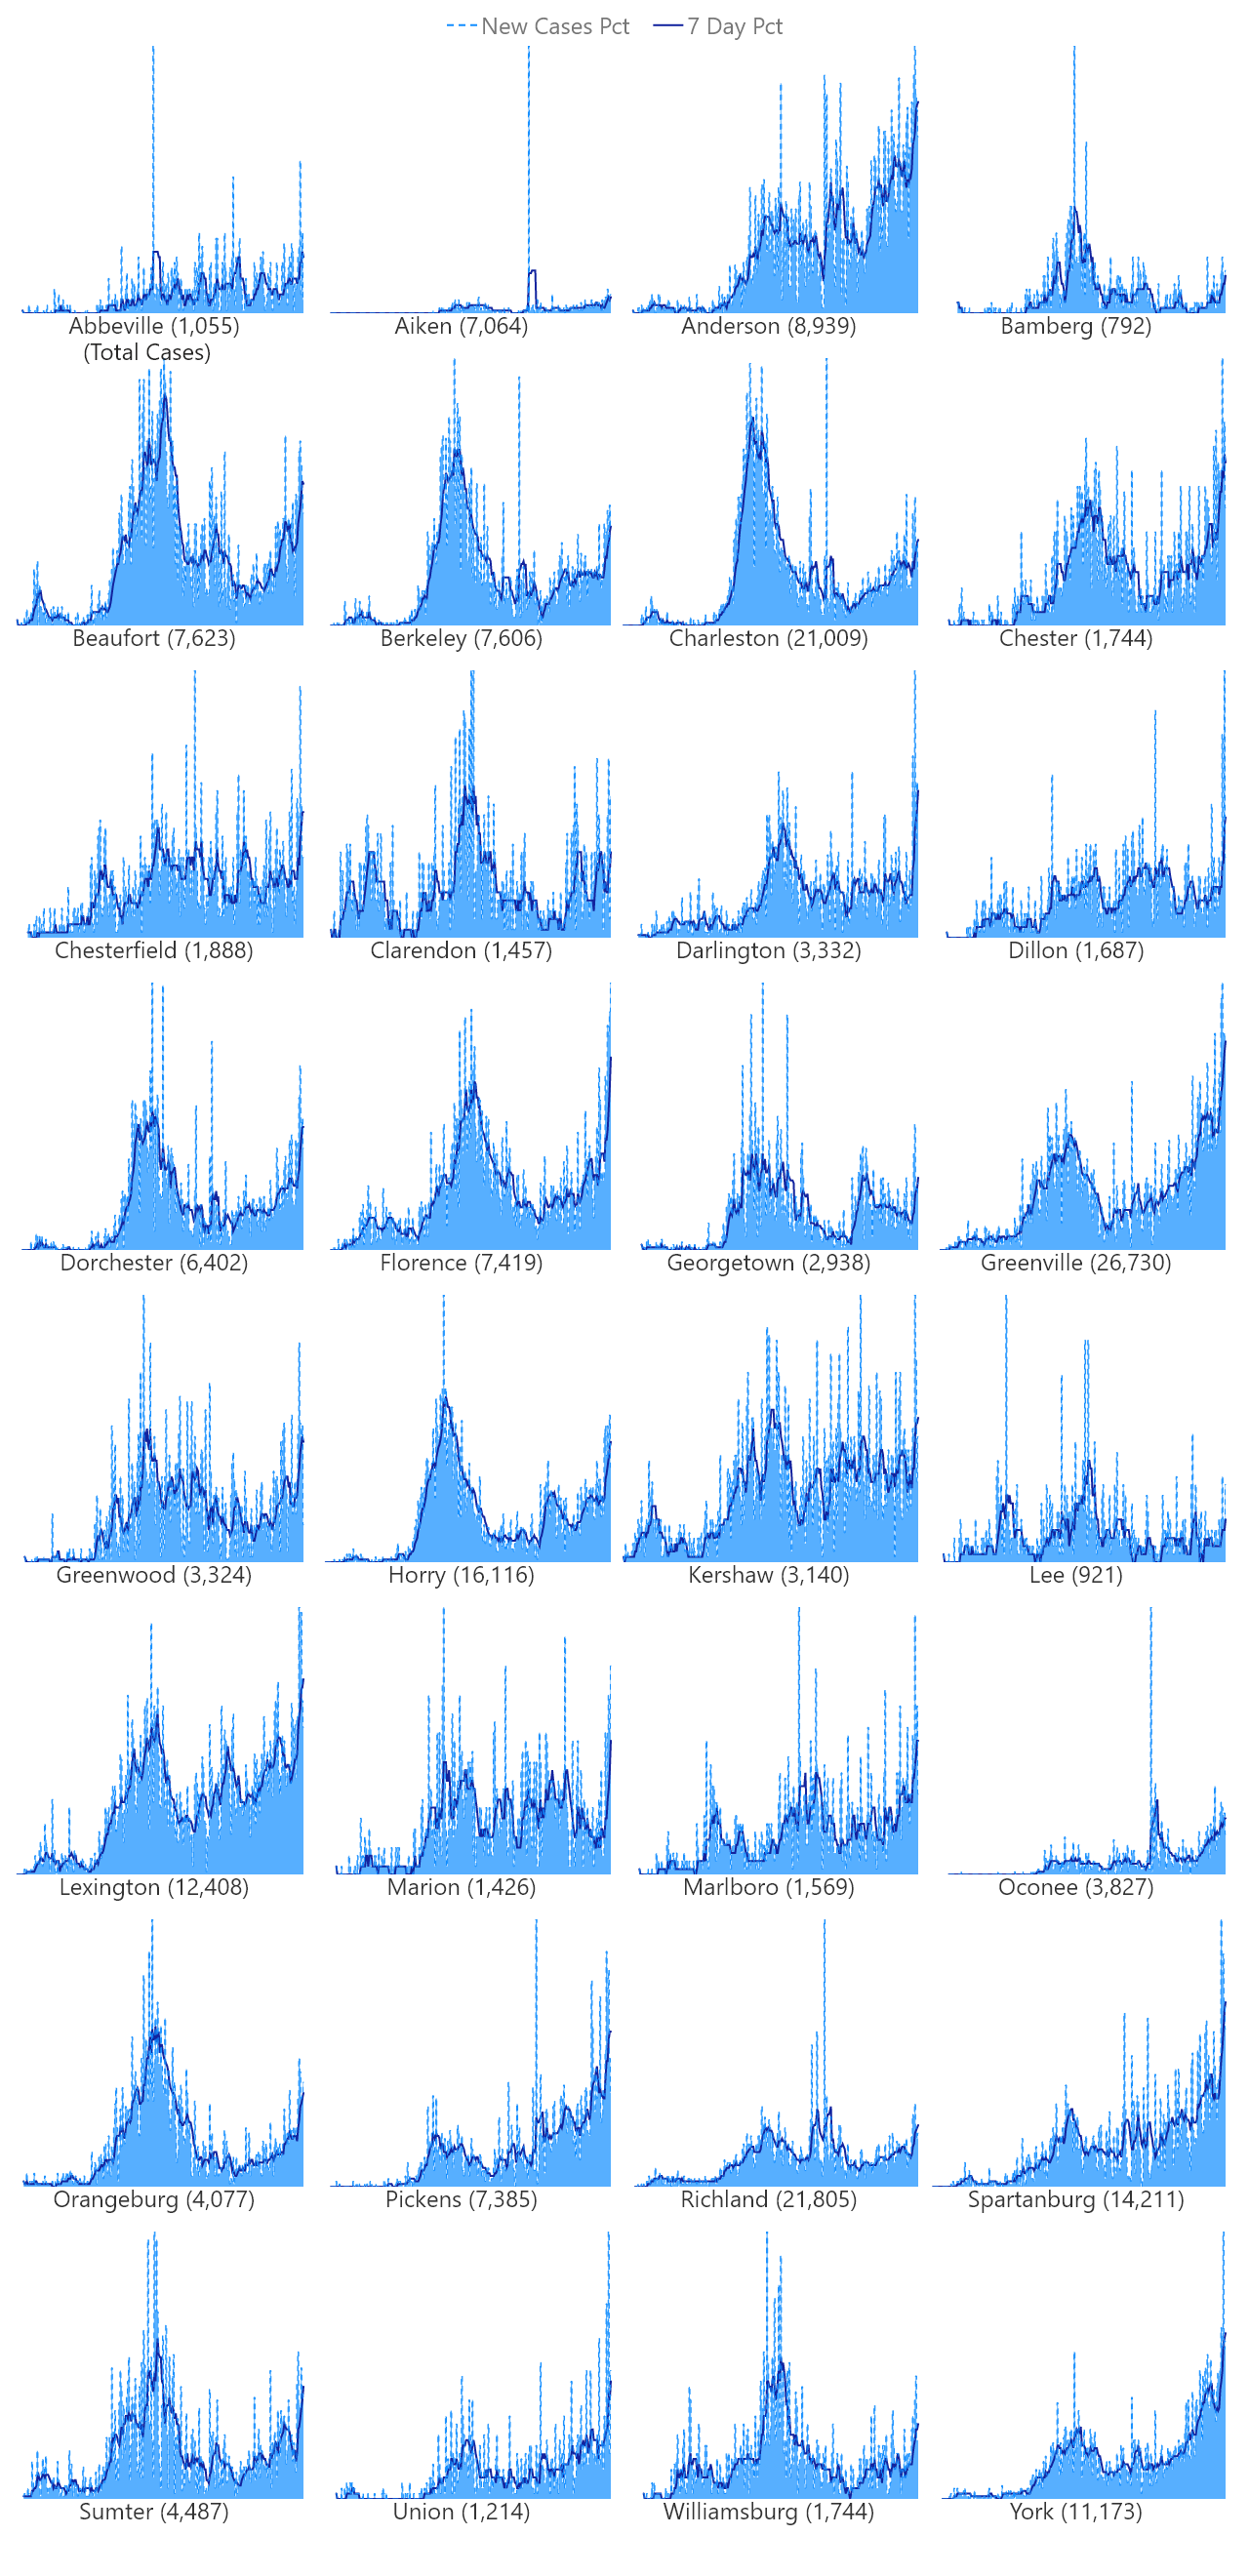 New Cases Pct 7 Day Pct
Abbeville (1,055) Aiken (7,064) Anderson (8,939) Bamberg (792)
(Total Cases)
Beaufort (7,623) Berkeley (7,606) Charleston (21,009) Chester (1,744)
Chesterfield (1,888) Clarendon (1,457) Darlington (3,332) Dillon (1,687)
Dorchester (6,402) Florence (7,419) Georgetown (2,938) Greenville (26,730)
Greenwood (3,324) Horry (16,116) Kershaw (3,140) Lee (921)
Lexington (12,408) Marion (1,426) Marlboro (1,569) Oconee (3,827)
Orangeburg (4,077) Pickens (7,385) Richland (21,805) Spartanburg (14,211)
Sumter (4,487) Union (1,214) Williamsburg (1,744) York (11,173)